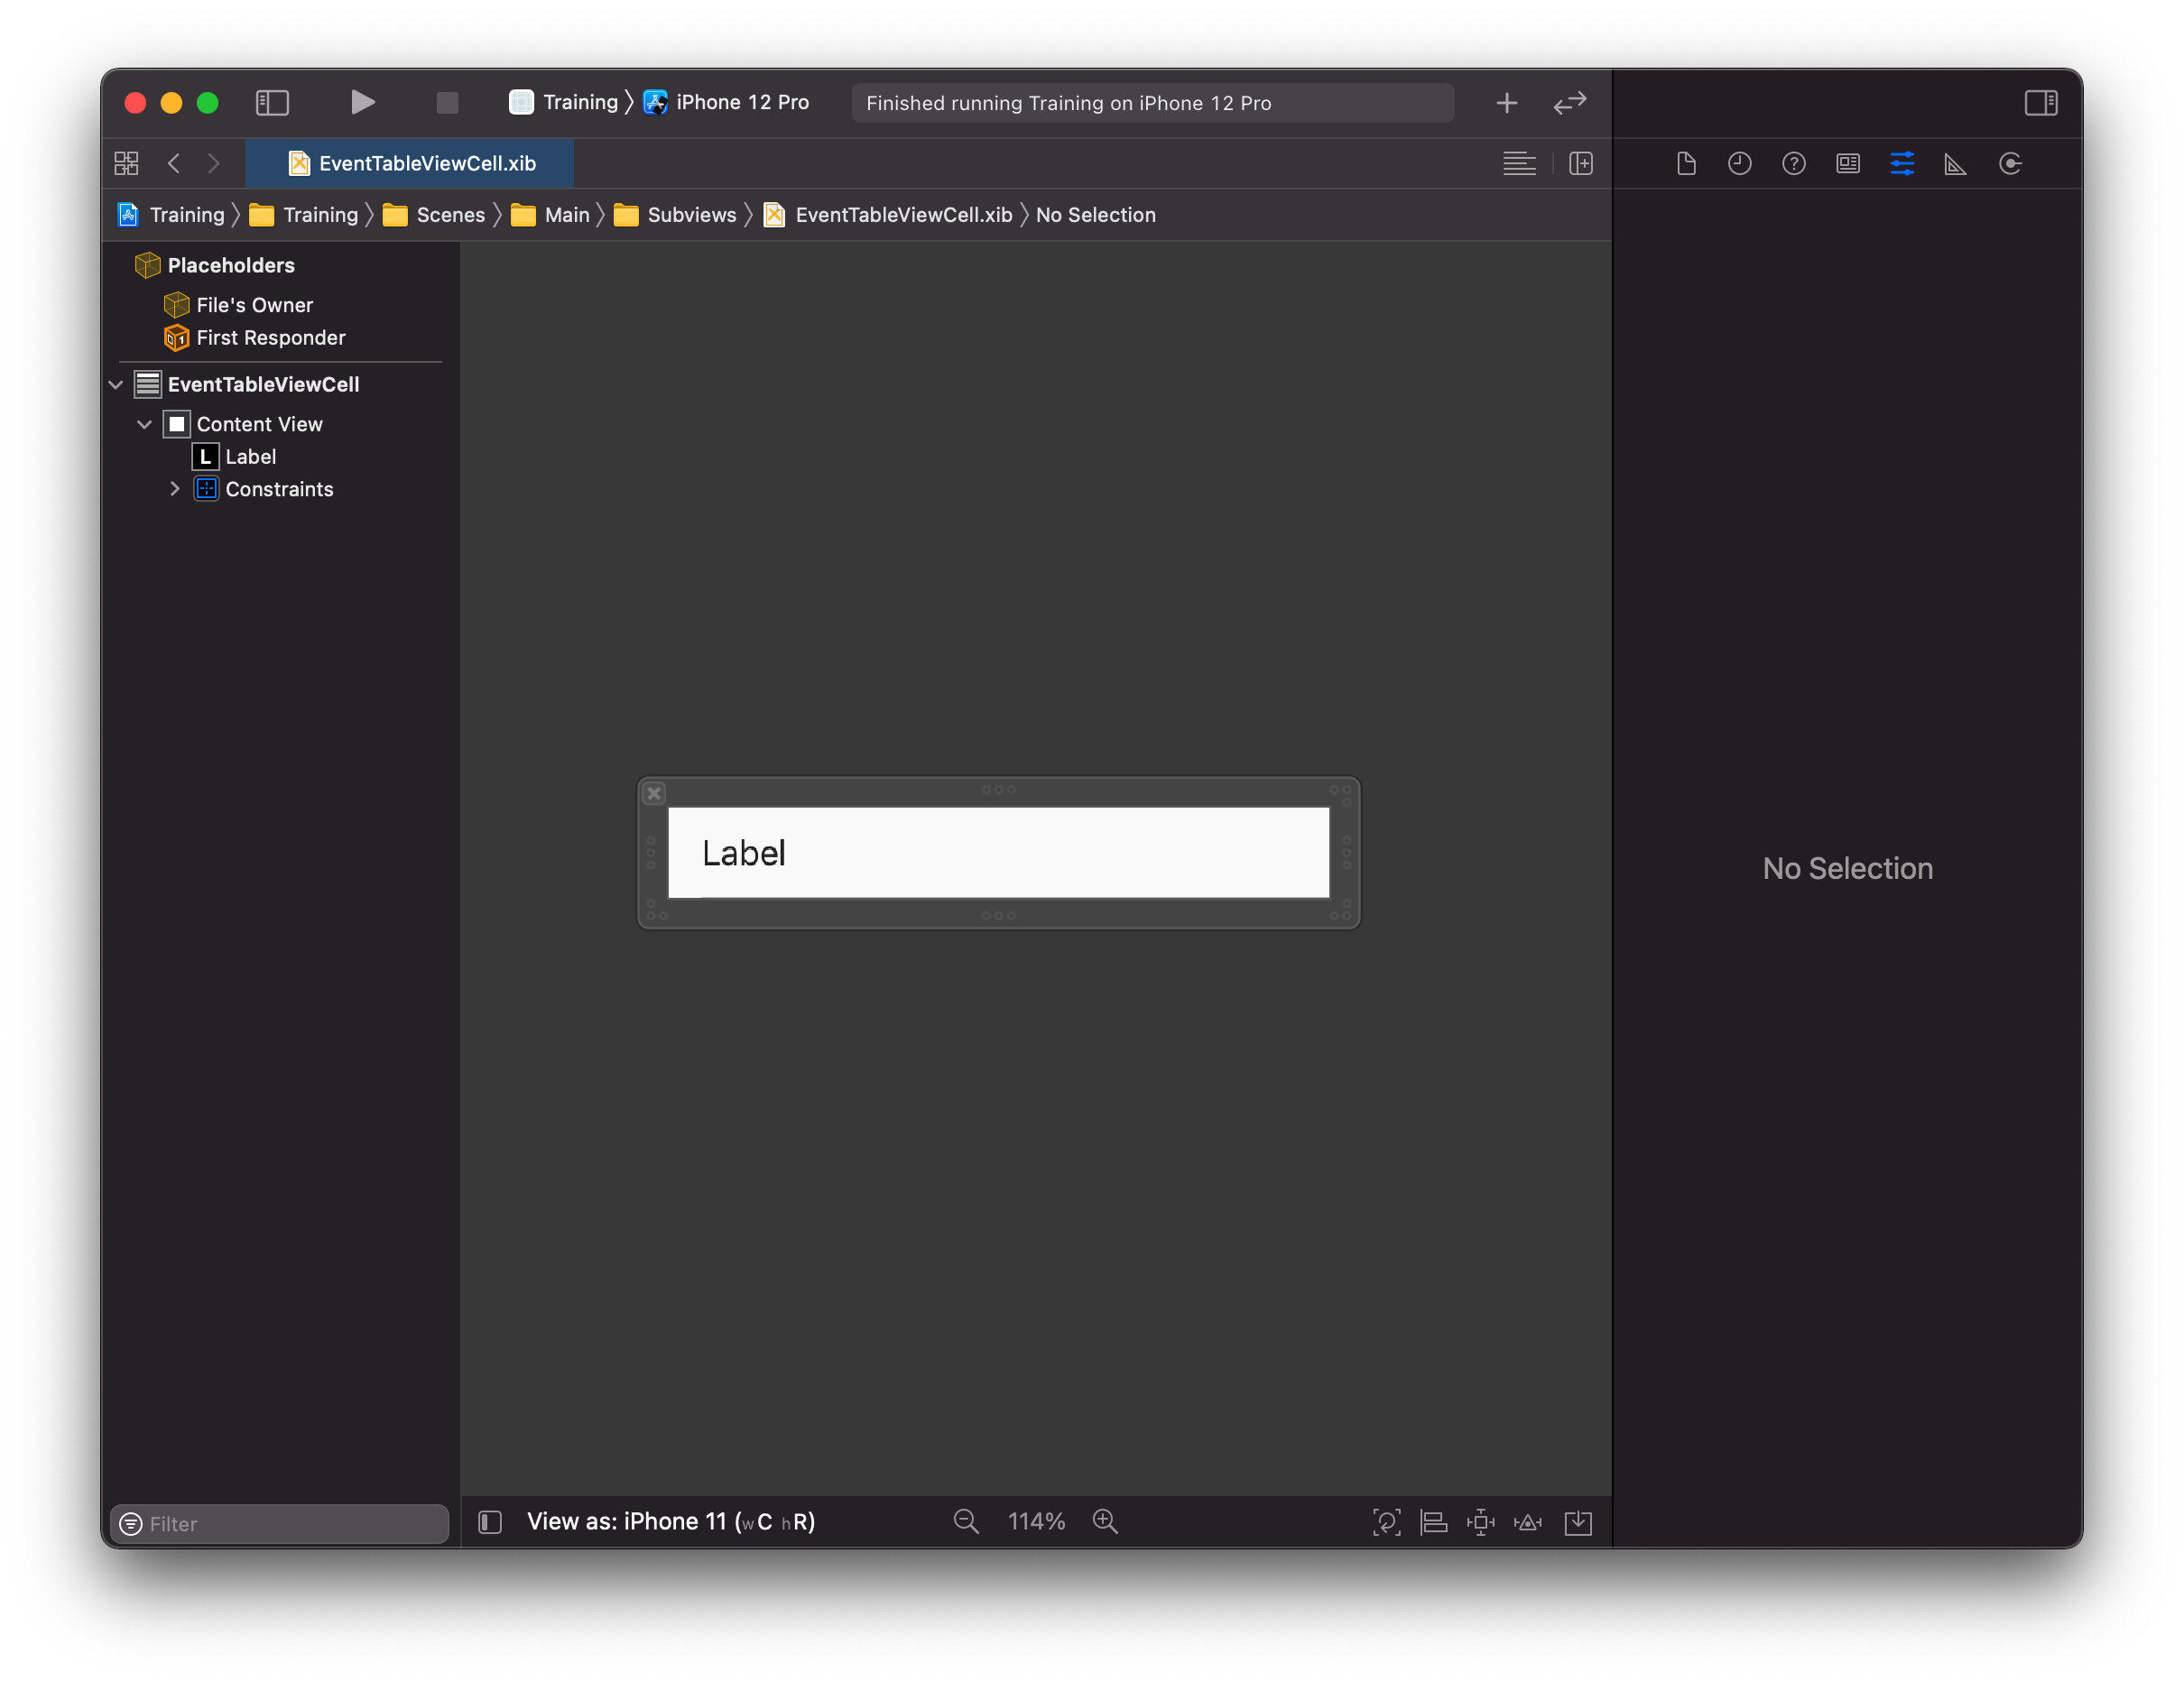 Training
iPhone 12 Pro
Finished running Training on iPhone 12 Pro
EventTableViewCell.xib
Training
Training
Scenes
Main
Subviews
EventTableViewCell.xib
No Selection
Placeholders
File's Owner
First Responder
EventTableViewCell
Content View
L Label
Constraints
Label
No Selection
Filter
View as: iPhone 11 (wC hR)
114%